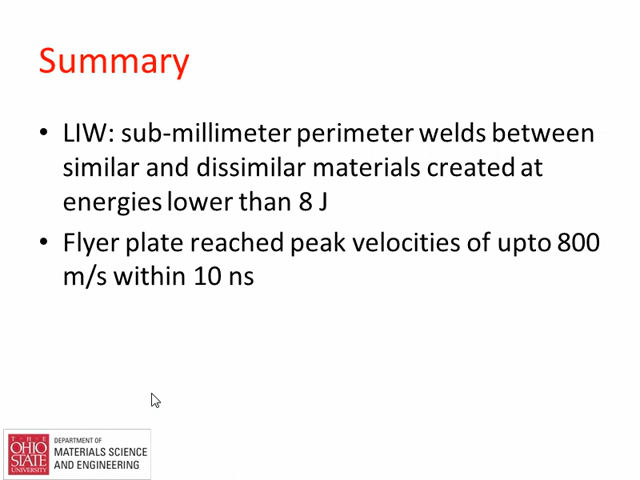 Summary
• LIW: sub-millimeter perimeter welds between
similar and dissimilar materials created at
energies lower than 8 J
• Flyer plate reached peak velocities of upto 800
m/s within 10 ns
THE
OHIO
STATE
UNIVERSITY
DEPARTMENT OF
MATERIALS SCIENCE
AND ENGINEERING